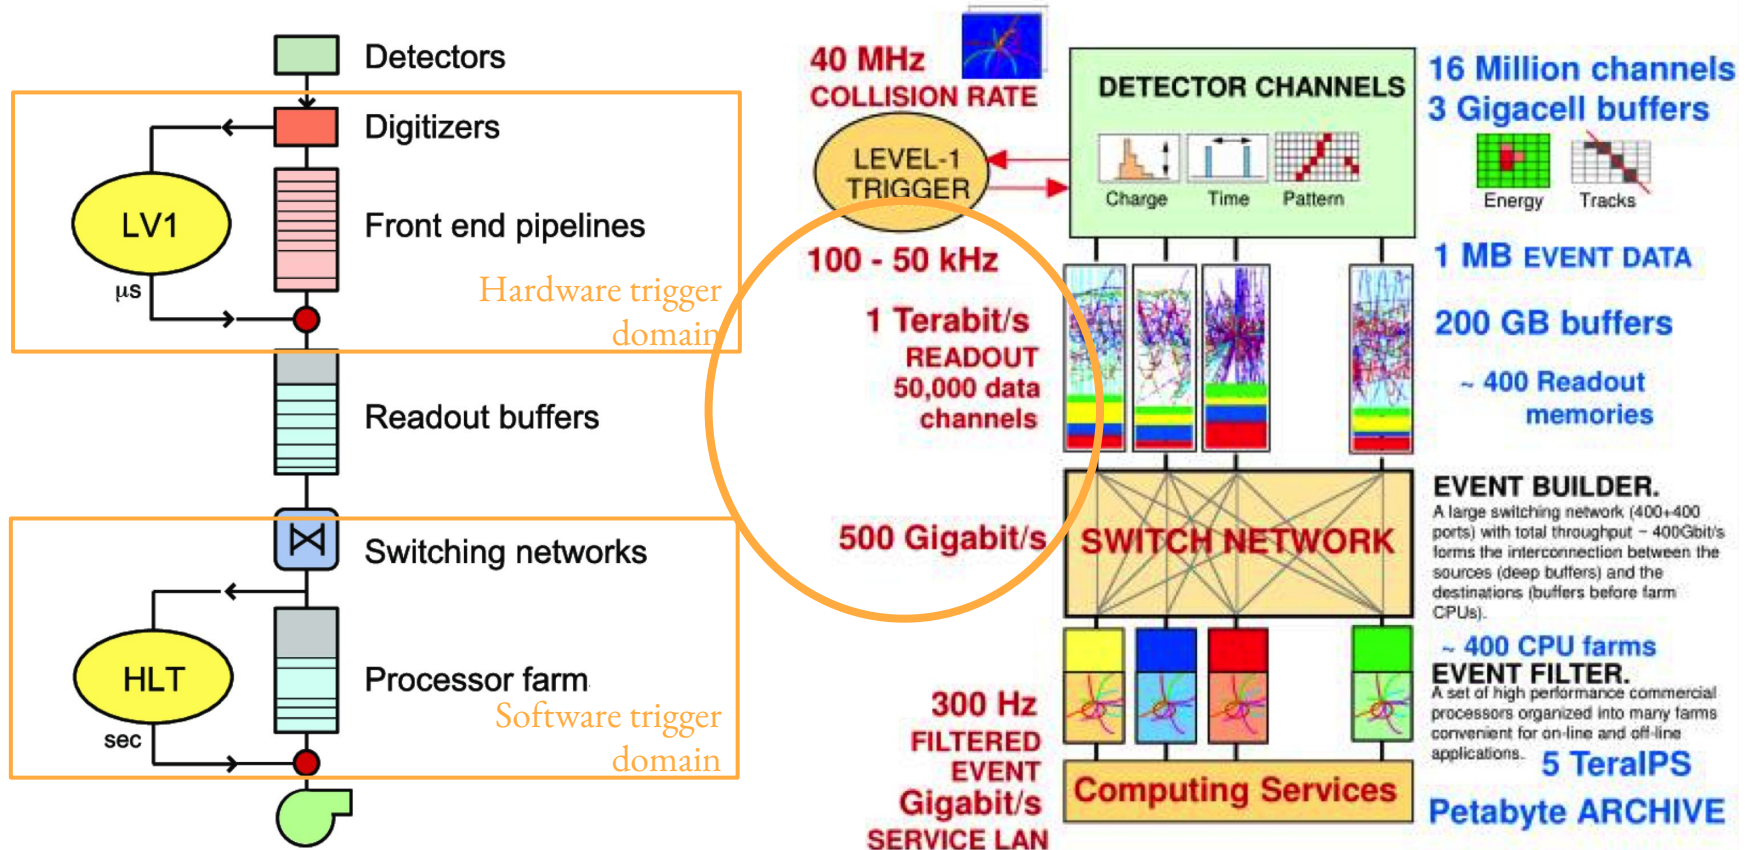 Detectors
Digitizers
LV1
Front end pipelines
µs
Hardware trigger
domain
Readout buffers
Switching networks
HLT
Processor farm
sec
Software trigger
domain
40 MHz
COLLISION RATE
LEVEL-1
TRIGGER
100 - 50 kHz
1 Terabit/s
READOUT
50,000 data
channels
500 Gigabit/s
300 Hz
FILTERED
EVENT
Gigabit/s
SERVICE LAN
DETECTOR CHANNELS
Charge
Time
Pattern
SWITCH NETWORK
Computing Services
16 Million channels
3 Gigacell buffers
Energy
Tracks
1 MB EVENT DATA
200 GB buffers
~ 400 Readout
memories
EVENT BUILDER.
A large switching network (400+400
ports) with total throughput ~ 400Gbit/s
forms the interconnection between the
sources (deep buffers) and the
destinations (buffers before farm
CPUs).
~ 400 CPU farms
EVENT FILTER.
A set of high performance commercial
processors organized into many farms
convenient for on-line and off-line
applications.
5 TeraIPS
Petabyte ARCHIVE